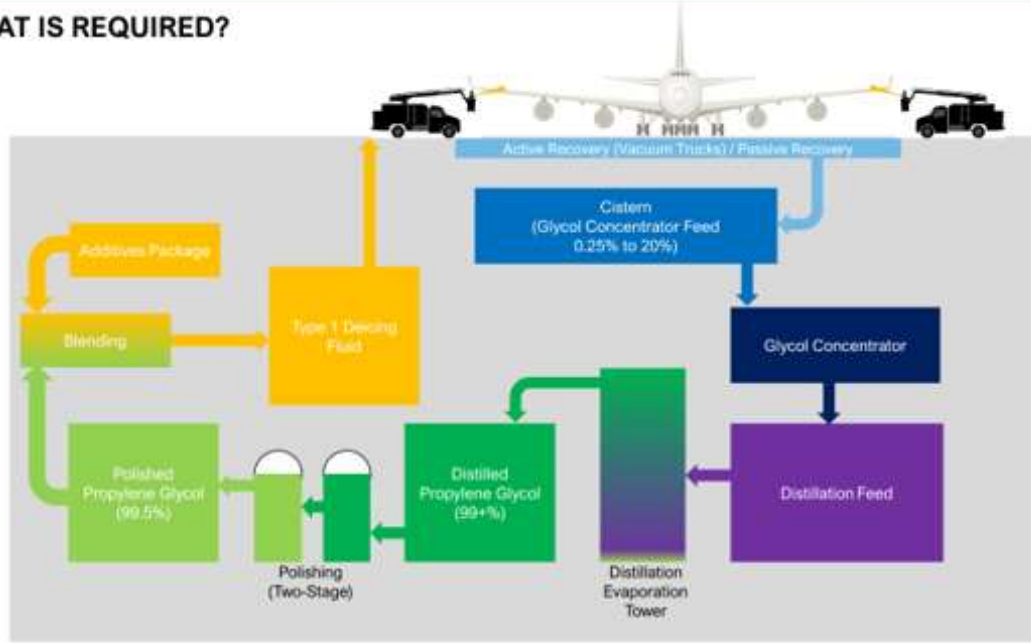 AT IS REQUIRED?
Active Recovery (Vacuum Trucks) / Passive Recovery
Cistern
(Glycol Concentrator Feed
0.25% to 20%)
Additives Package
Blending
Type 1 Deicing
Fluid
Glycol Concentrator
Polished
Propylene Glycol
(99.5%)
Distilled
Propylene Glycol
(99+%)
Distillation Feed
Polishing
(Two-Stage)
Distillation
Evaporation
Tower